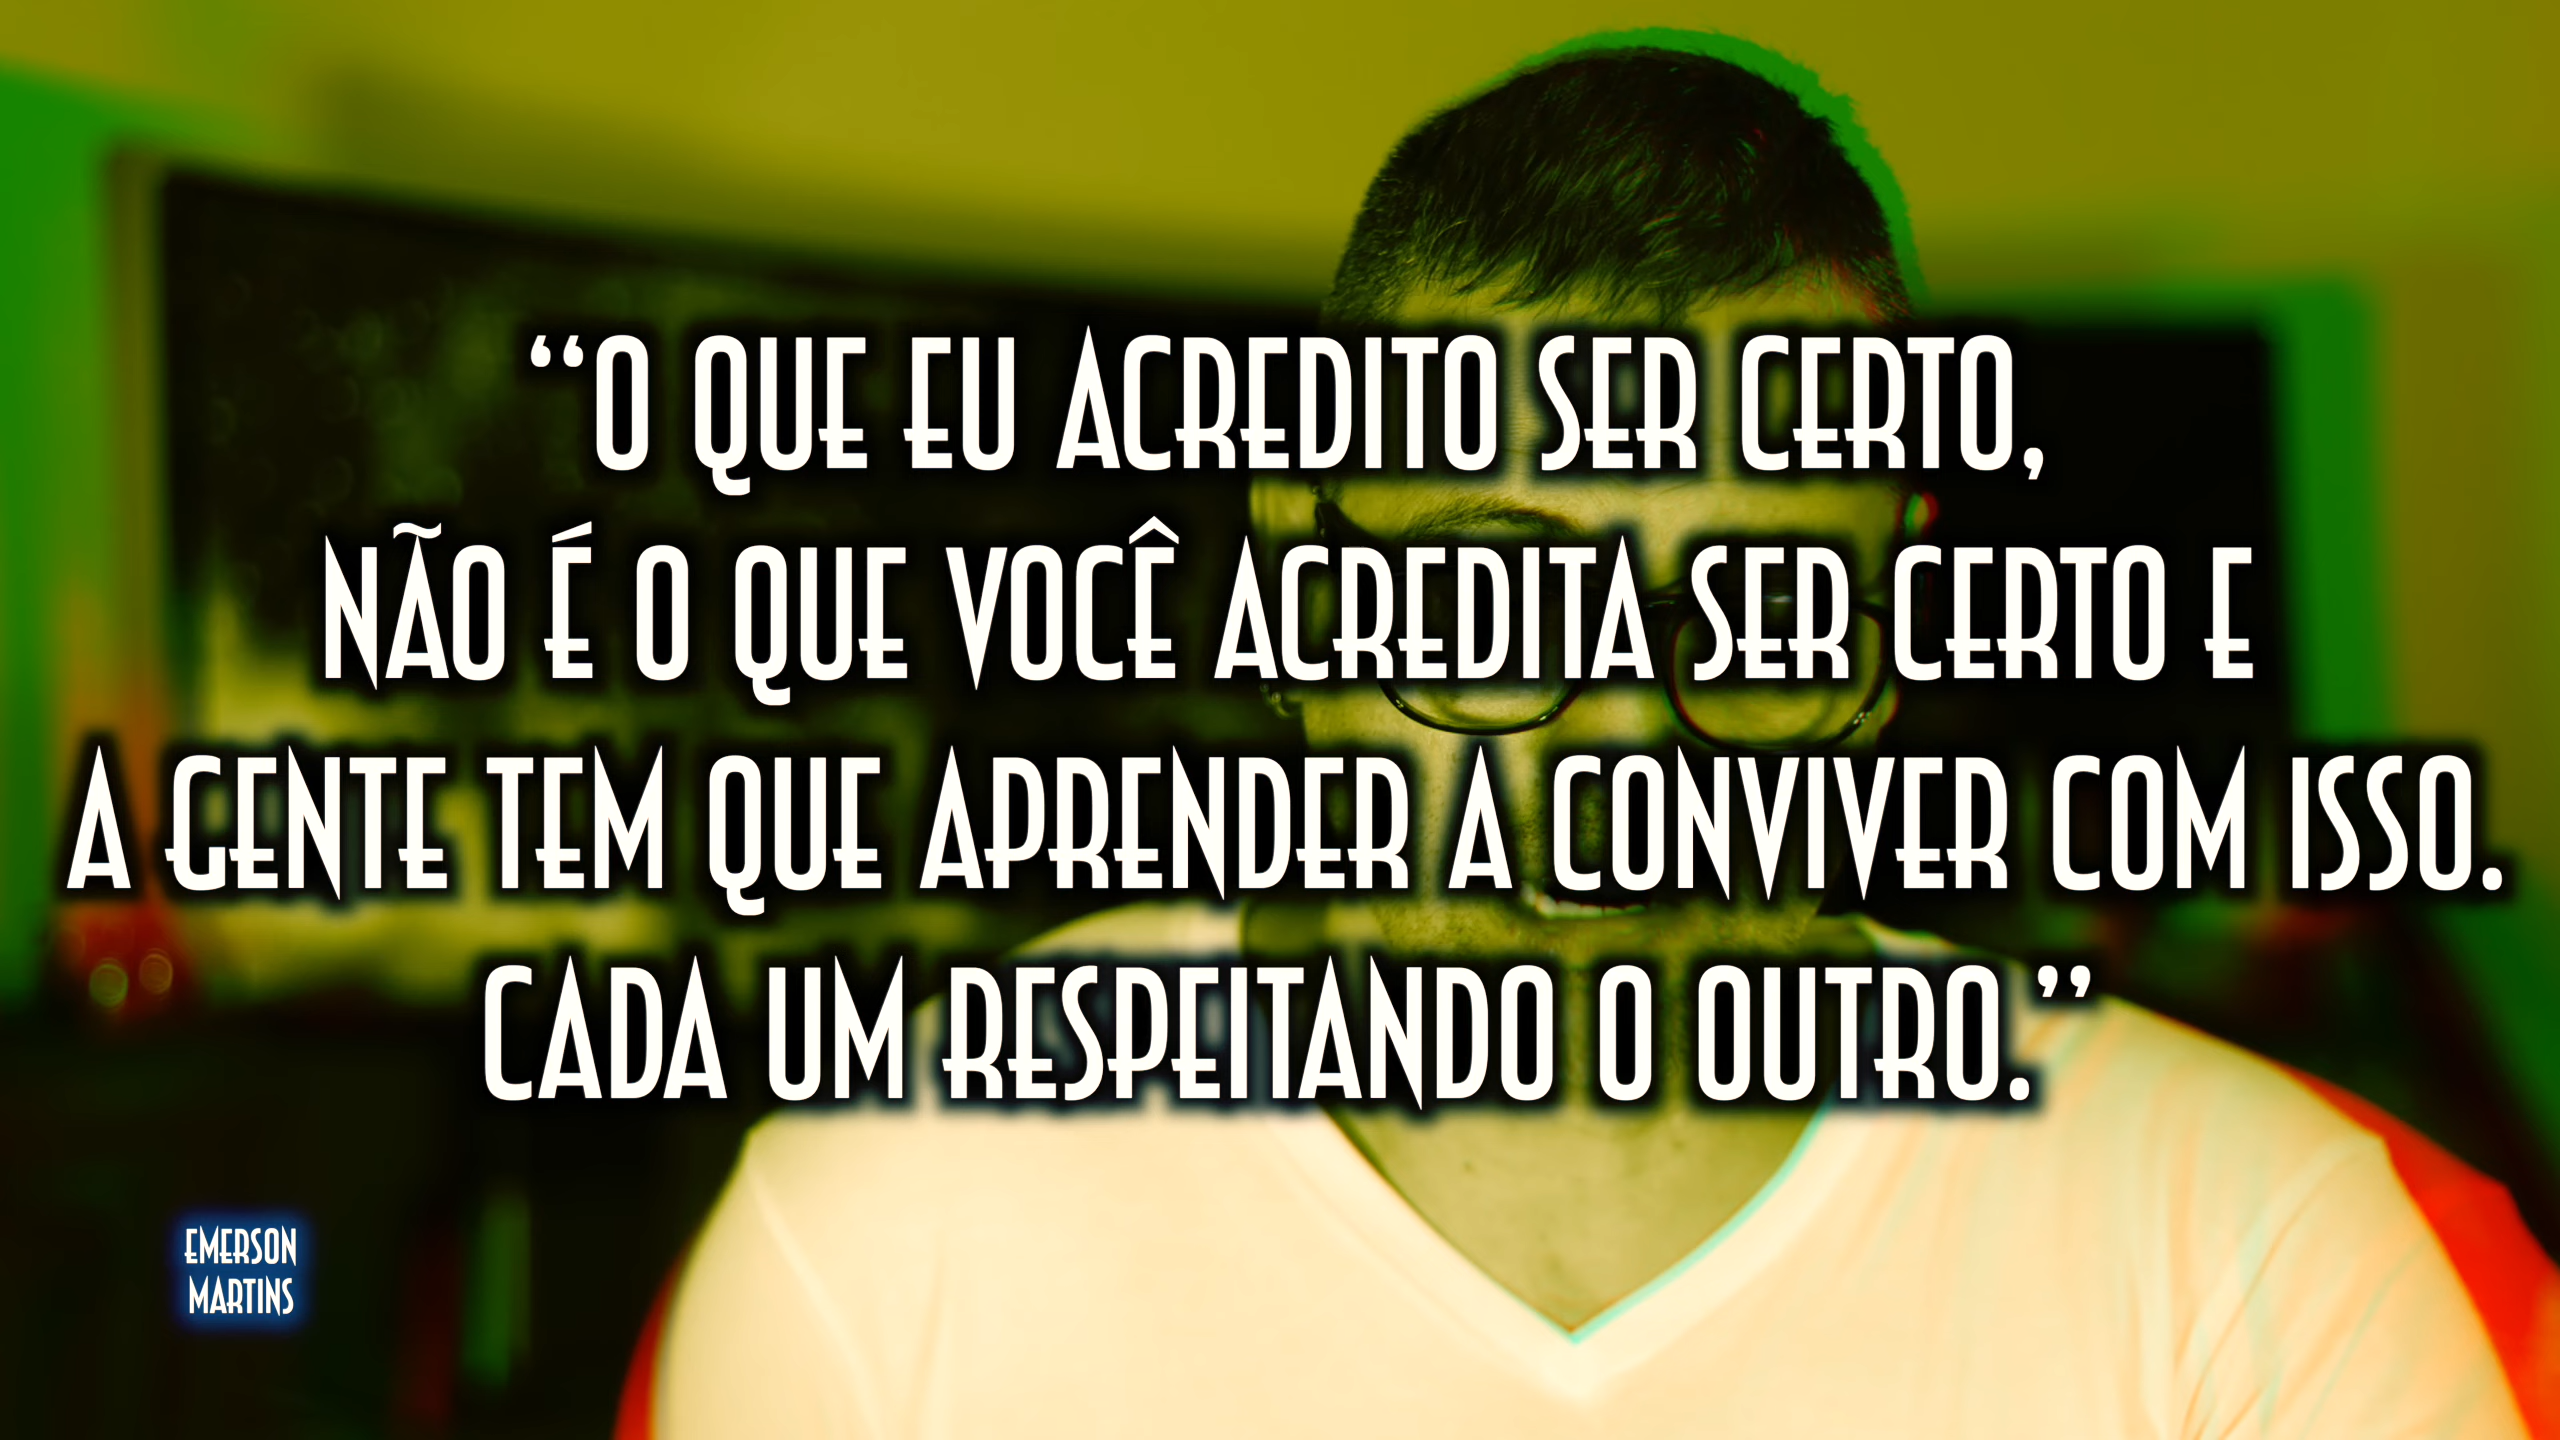 “O QUE EU ACREDITO SER CERTO,
NÃO É O QUE VOCÊ ACREDITA SER CERTO E
A GENTE TEM QUE APRENDER A CONVIVER COM ISSO.
CADA UM RESPEITANDO O OUTRO.”
EMERSON
MARTINS